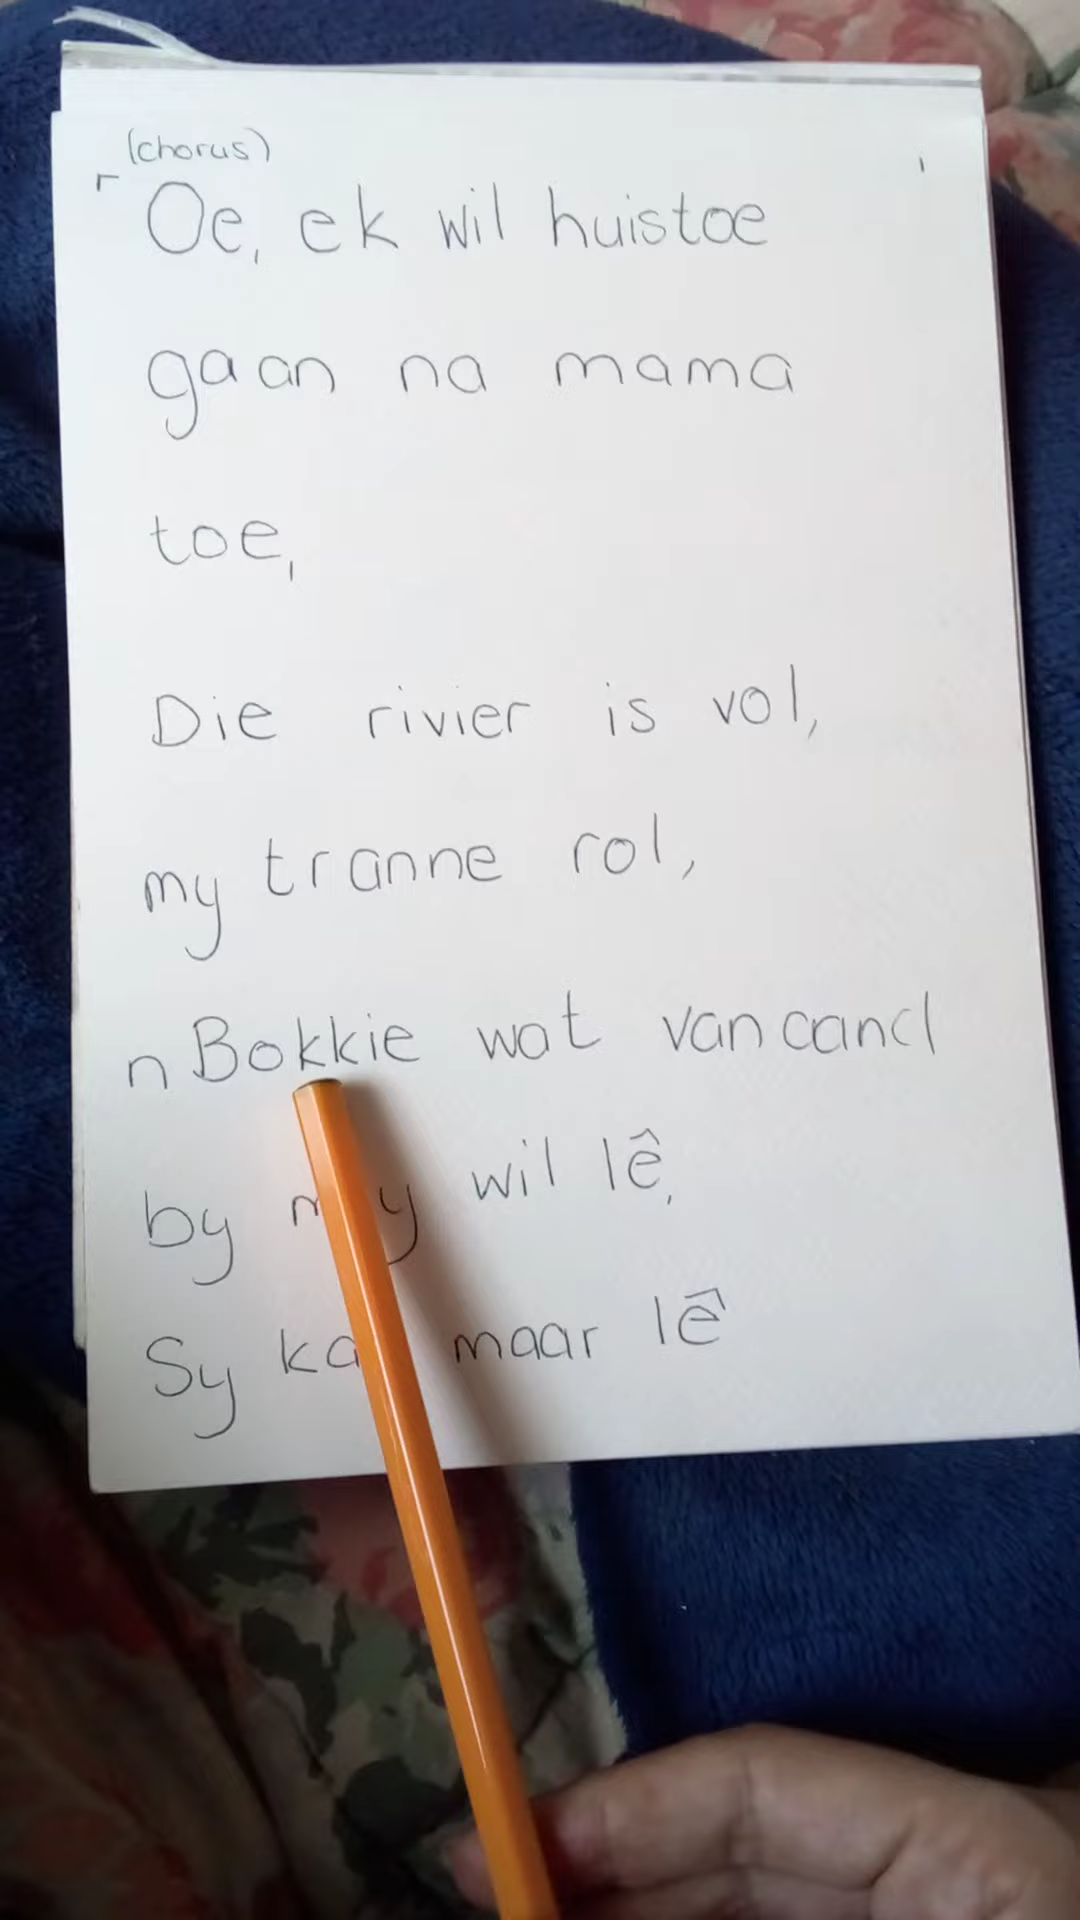 (chorus)
Oe, ek wil huistoe
gaan na mama
toe,
Die rivier is vol,
my tranne rol,
n Bokkie wat vanaand
by my wil lê,
Sy maar lê